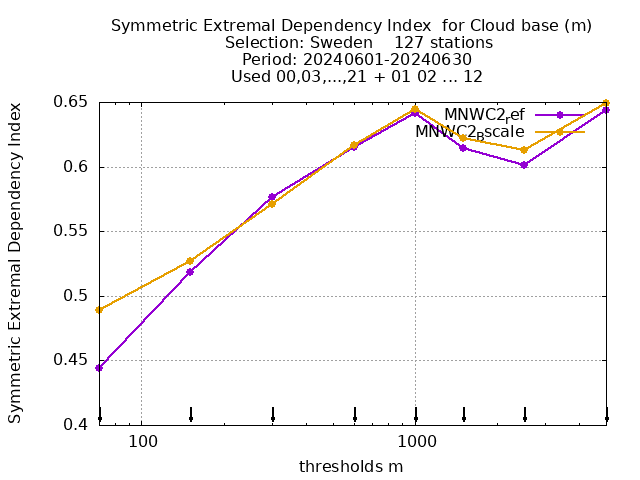 Symmetric Extremal Dependency Index  for Cloud base (m)
Selection: Sweden    127 stations
Period: 20240601-20240630
Used 00,03,...,21 + 01 02 ... 12
Symmetric Extremal Dependency Index
0.65
0.6
0.55
0.5
0.45
0.4
MNWC2ref
MNWC2Bscale
100
1000
thresholds m